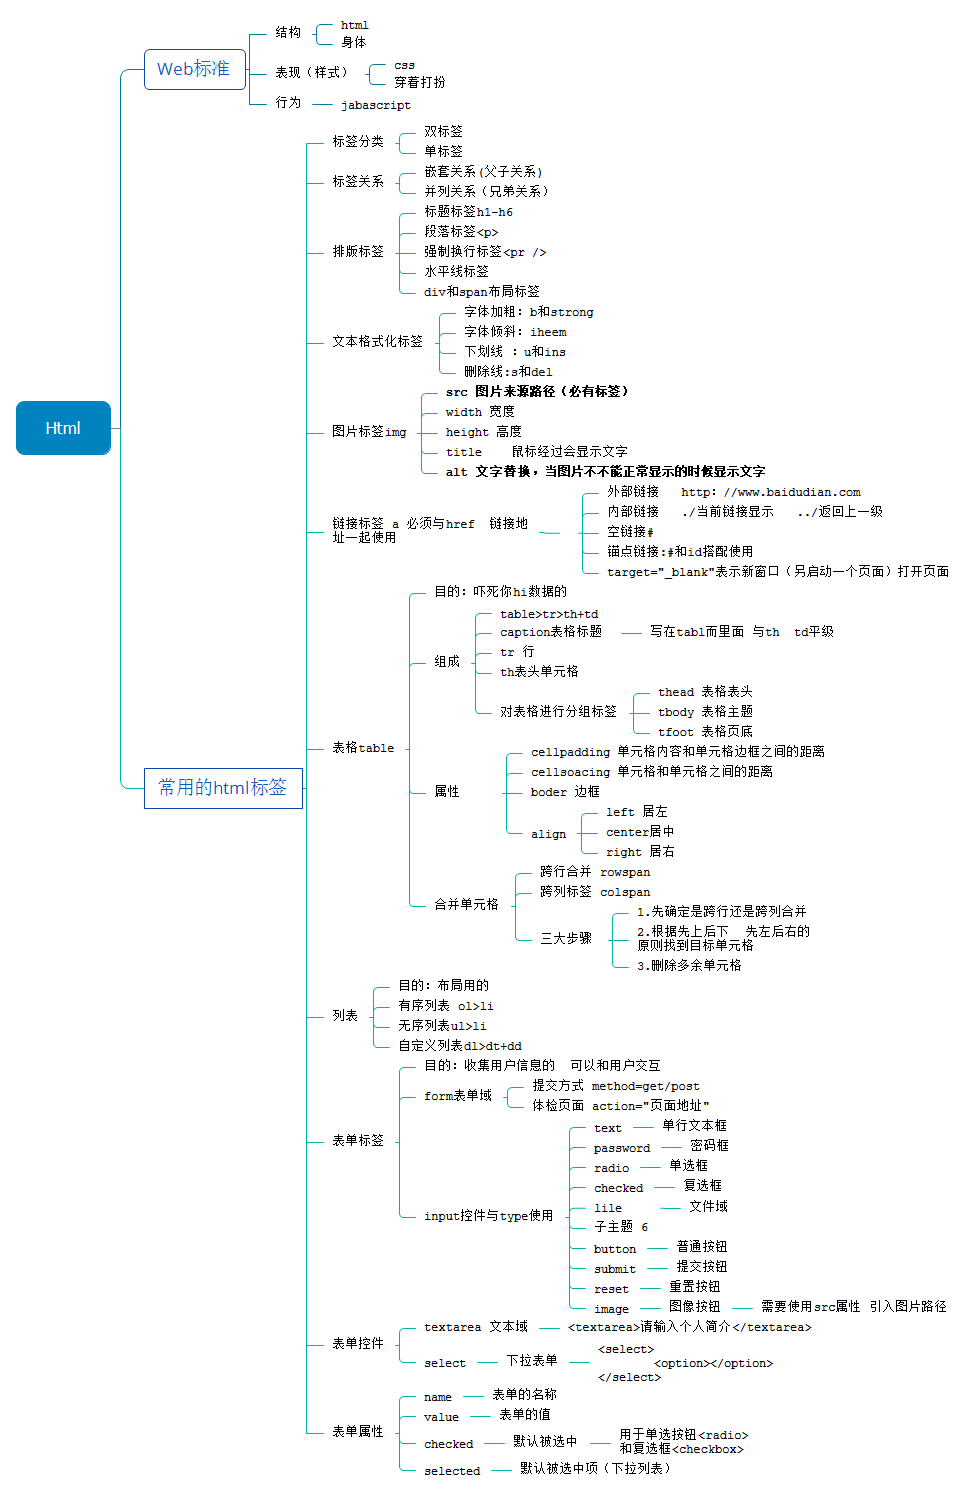 Html
Web标准
结构
html
身体
表现（样式）
css
穿着打扮
行为
jabascript
常用的html标签
标签分类
双标签
单标签
标签关系
嵌套关系(父子关系)
并列关系（兄弟关系）
排版标签
标题标签h1-h6
段落标签<p>
强制换行标签<pr />
水平线标签
div和span布局标签
文本格式化标签
字体加粗：b和strong
字体倾斜：iheem
下划线 ：u和ins
删除线:s和del
图片标签img
src 图片来源路径（必有标签）
width 宽度
height 高度
title 鼠标经过会显示文字
alt 文字替换，当图片不不能正常显示的时候显示文字
链接标签 a 必须与href 链接地
址一起使用
外部链接 http：//www.baidudian.com
内部链接 ./当前链接显示 ../返回上一级
空链接#
锚点链接:#和id搭配使用
target="_blank"表示新窗口（另启动一个页面）打开页面
表格table
目的：吓死你hi数据的
组成
table>tr>th+td
caption表格标题
写在tabl而里面 与th td平级
tr 行
th表头单元格
对表格进行分组标签
thead 表格表头
tbody 表格主题
tfoot 表格页底
属性
cellpadding 单元格内容和单元格边框之间的距离
cellsoacing 单元格和单元格之间的距离
boder 边框
align
left 居左
center居中
right 居右
合并单元格
跨行合并 rowspan
跨列标签 colspan
三大步骤
1.先确定是跨行还是跨列合并
2.根据先上后下 先左后右的
原则找到目标单元格
3.删除多余单元格
列表
目的：布局用的
有序列表 ol>li
无序列表ul>li
自定义列表dl>dt+dd
表单标签
目的：收集用户信息的 可以和用户交互
form表单域
提交方式 method=get/post
体检页面 action="页面地址"
input控件与type使用
text
单行文本框
password
密码框
radio
单选框
checked
复选框
lile
文件域
子主题 6
button
普通按钮
submit
提交按钮
reset
重置按钮
image
图像按钮
需要使用src属性 引入图片路径
表单控件
textarea 文本域
<textarea>请输入个人简介</textarea>
select
下拉表单
<select>
<option></option>
</select>
表单属性
name
表单的名称
value
表单的值
checked
默认被选中
用于单选按钮<radio>
和复选框<checkbox>
selected
默认被选中项（下拉列表）